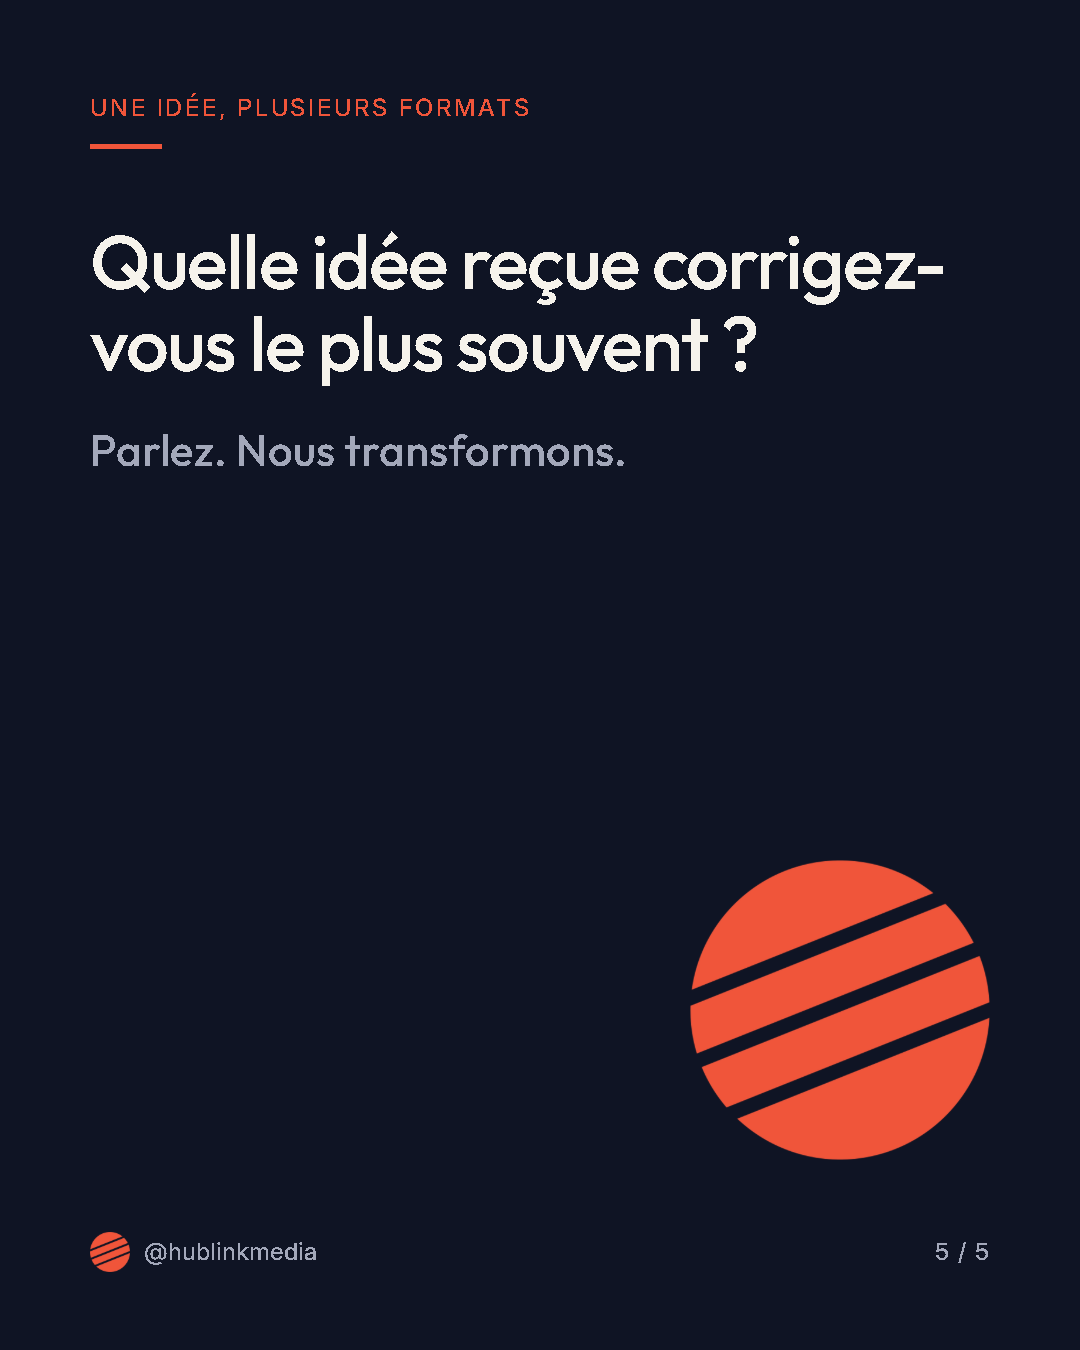 UNE IDÉE, PLUSIEURS FORMATS
Quelle idée reçue corrigez-
vous le plus souvent ?
Parlez. Nous transformons.
@hublinkmedia
5 / 5